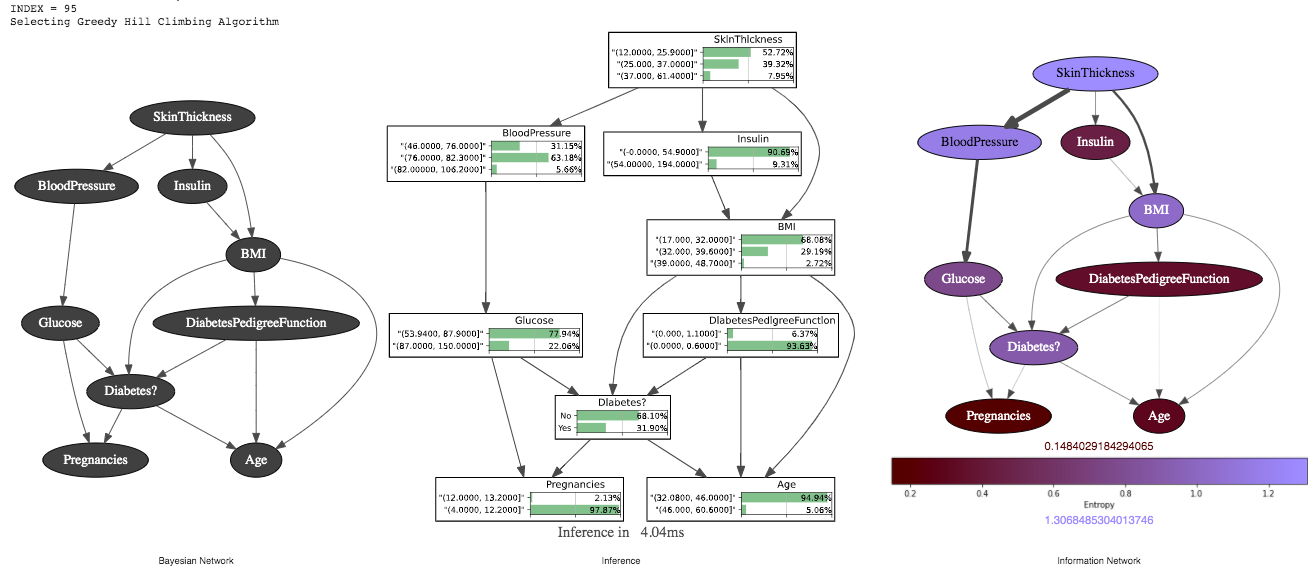 INDEX = 95
Selecting Greedy Hill Climbing Algorithm
SkinThickness
BloodPressure
Insulin
BMI
Glucose
DiabetesPedigreeFunction
Diabetes?
Pregnancies
Age
Bayesian Network
SkinThickness
"(12.0000, 25.9000]" 52.72%
"(25.000, 37.0000]" 39.32%
"(37.000, 61.4000]" 7.95%
BloodPressure
"(46.0000, 76.0000]" 31.15%
"(76.0000, 82.3000]" 63.18%
"(82.00000, 106.2000]" 5.66%
Insulin
"(-0.0000, 54.9000]" 90.69%
"(54.0000, 194.0000]" 9.31%
BMI
"(17.000, 32.0000]" 68.08%
"(32.000, 39.6000]" 29.19%
"(39.0000, 48.7000]" 2.72%
Glucose
"(53.9400, 87.9000]" 77.94%
"(87.0000, 150.0000]" 22.06%
DiabetesPedigreeFunction
"(0.000, 1.1000]" 6.37%
"(0.0000, 0.6000]" 93.63%
Diabetes?
No 68.10%
Yes 31.90%
Pregnancies
"(12.0000, 13.2000]" 2.13%
"(4.0000, 12.2000]" 97.87%
Age
"(32.0800, 46.0000]" 94.94%
"(46.000, 60.6000]" 5.06%
Inference in 4.04ms
Inference
SkinThickness
BloodPressure
Insulin
BMI
Glucose
DiabetesPedigreeFunction
Diabetes?
Pregnancies
Age
0.1484029184294065
0.2 0.4 0.6 0.8 1.0 1.2
Entropy
1.3068485304013746
Information Network